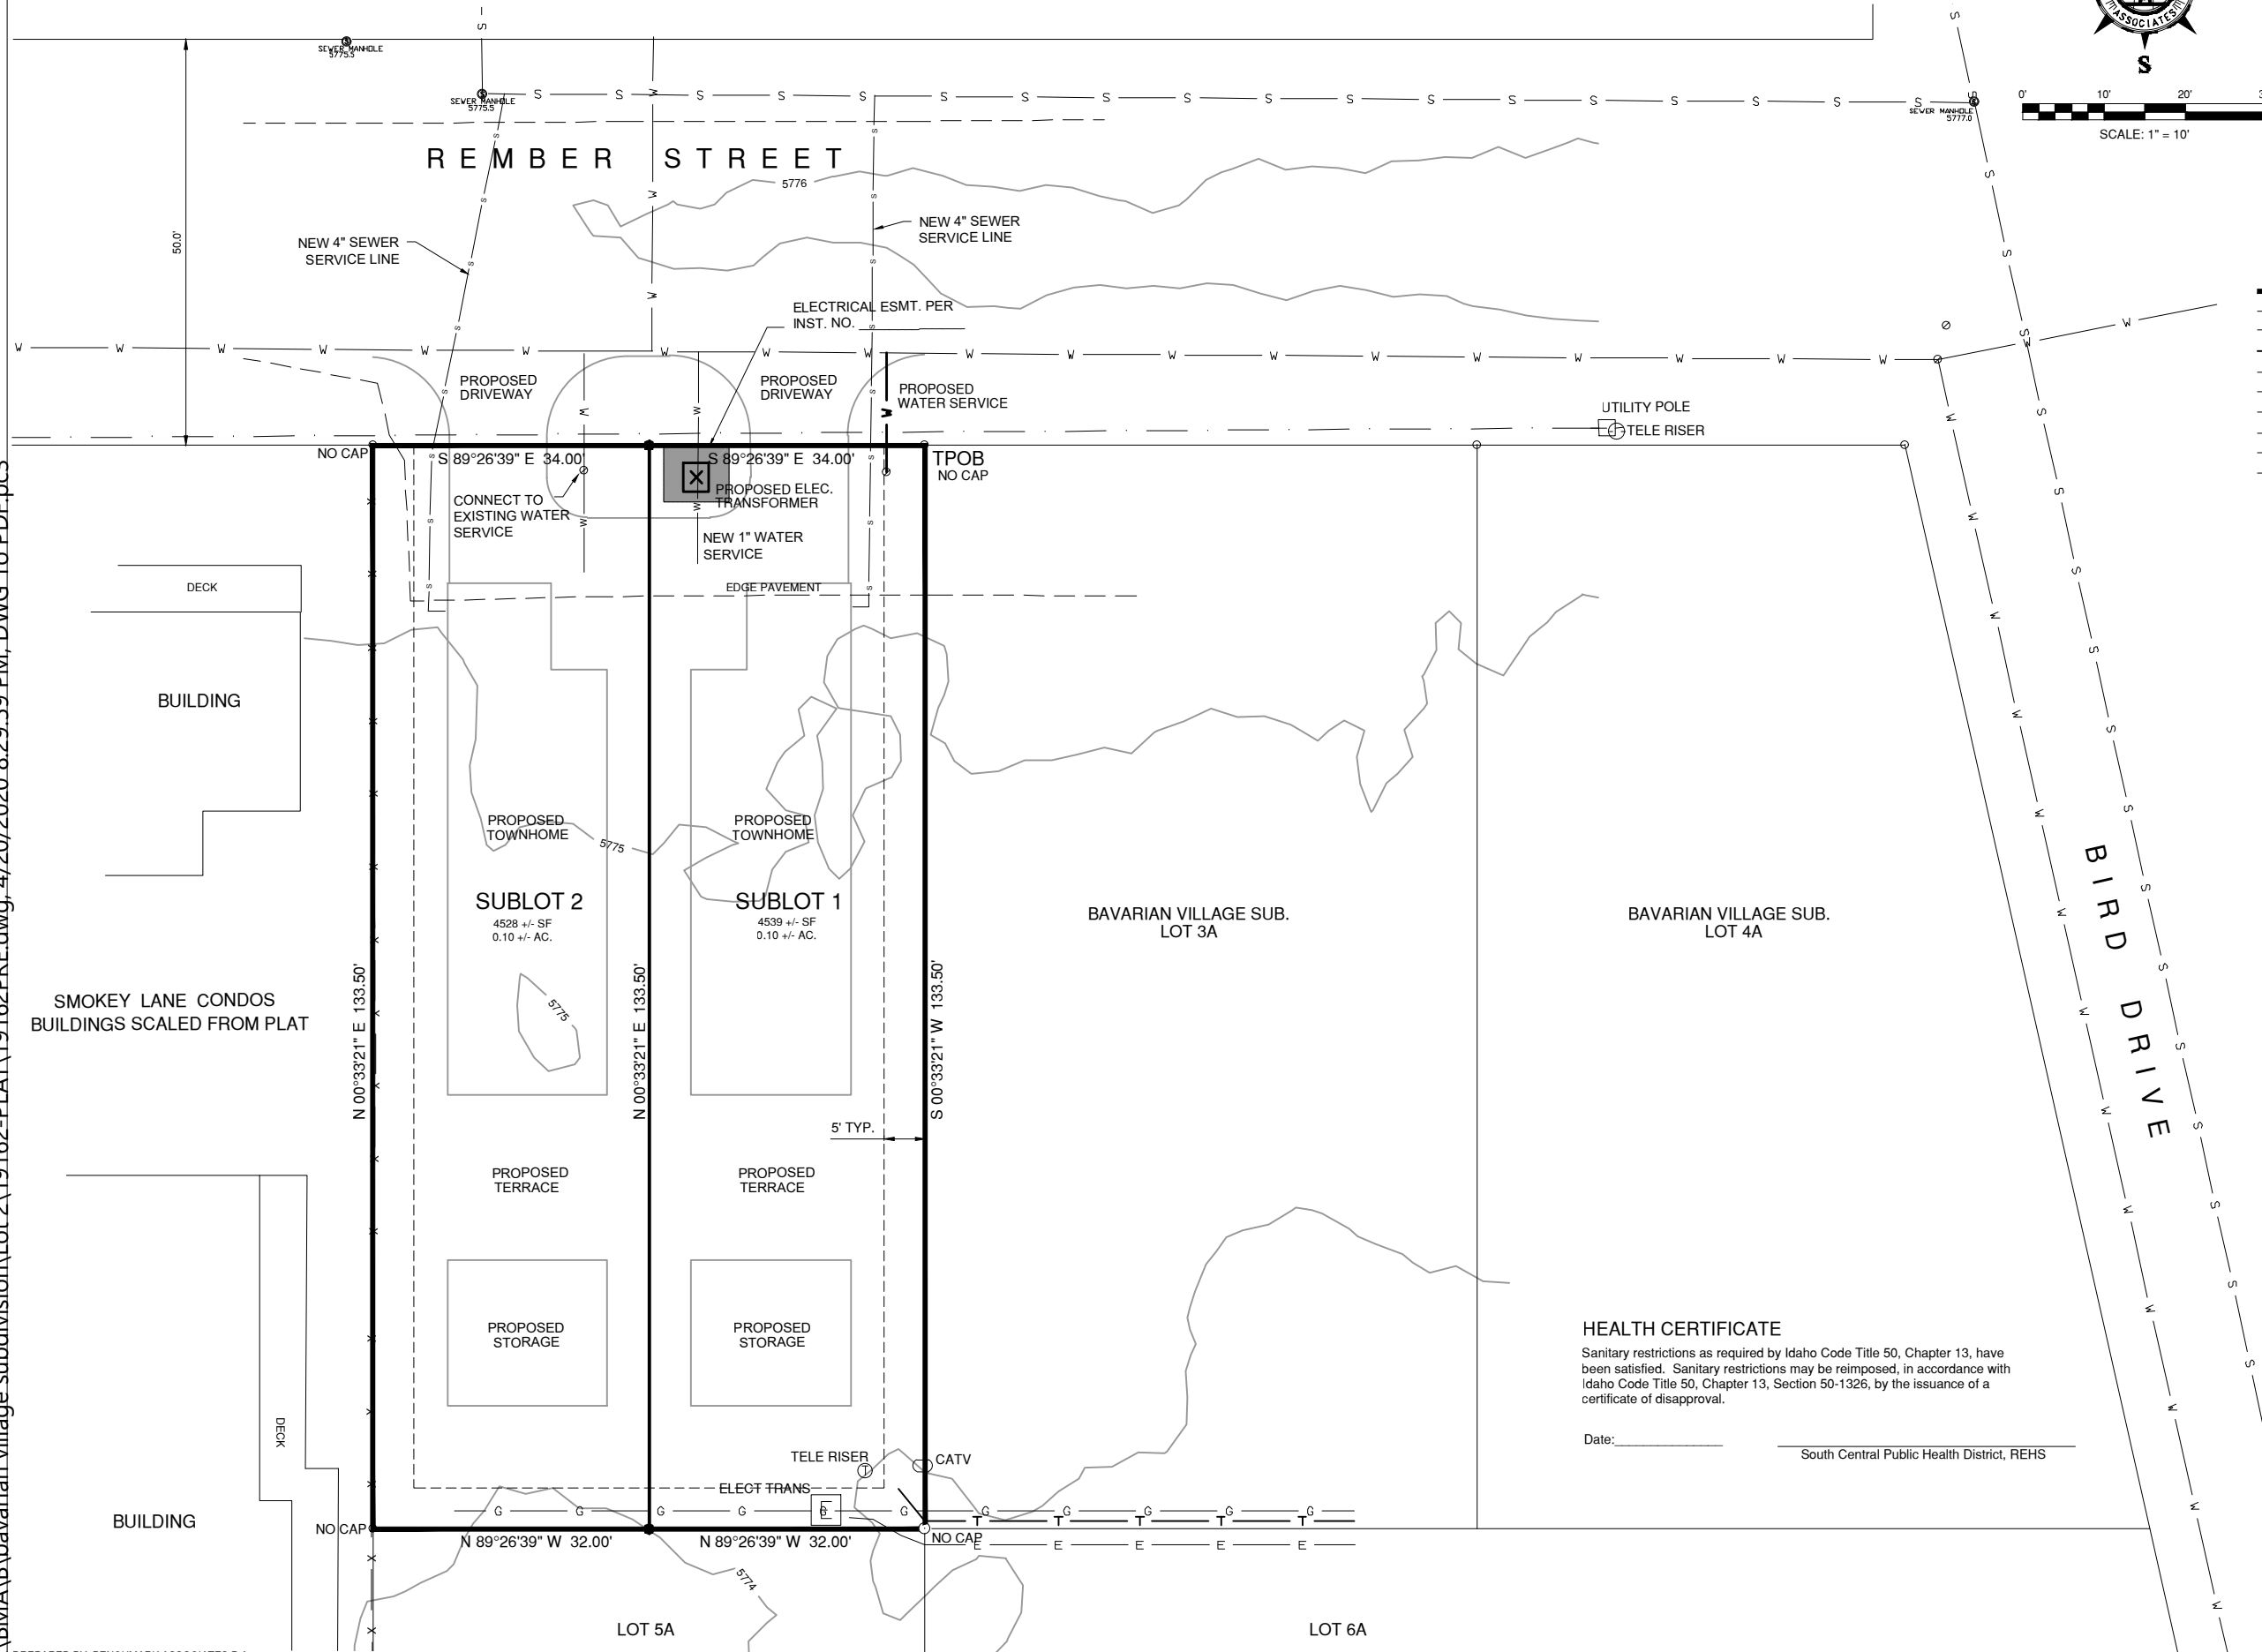 ASSOCIATES
S
0'
10'
20'
SCALE: 1" = 10'
SEWER MANHOLE
5775.5
SEWER MANHOLE
5775.5
SEWER MANHOLE
5777.0
REMBER STREET
5776
50.0'
NEW 4" SEWER
SERVICE LINE
NEW 4" SEWER
SERVICE LINE
ELECTRICAL ESMT. PER
INST. NO.
PROPOSED
DRIVEWAY
PROPOSED
DRIVEWAY
PROPOSED
WATER SERVICE
UTILITY POLE
TELE RISER
NO CAP
S 89°26'39" E 34.00'
S 89°26'39" E 34.00'
TPOB
NO CAP
CONNECT TO
EXISTING WATER
SERVICE
PROPOSED ELEC.
TRANSFORMER
NEW 1" WATER
SERVICE
EDGE PAVEMENT
DECK
BUILDING
PROPOSED
TOWNHOME
5775
PROPOSED
TOWNHOME
SUBLOT 2
4528 +/- SF
0.10 +/- AC.
SUBLOT 1
4539 +/- SF
0.10 +/- AC.
BAVARIAN VILLAGE SUB.
LOT 3A
BAVARIAN VILLAGE SUB.
LOT 4A
BIRD DRIVE
SMOKEY LANE CONDOS
BUILDINGS SCALED FROM PLAT
N 00°33'21" E 133.50'
5775
N 00°33'21" E 133.50'
S 00°33'21" W 133.50'
5' TYP.
PROPOSED
TERRACE
PROPOSED
TERRACE
PROPOSED
STORAGE
PROPOSED
STORAGE
HEALTH CERTIFICATE
Sanitary restrictions as required by Idaho Code Title 50, Chapter 13, have
been satisfied. Sanitary restrictions may be reimposed, in accordance with
Idaho Code Title 50, Chapter 13, Section 50-1326, by the issuance of a
certificate of disapproval.
Date:
South Central Public Health District, REHS
DECK
BUILDING
TELE RISER
T
CATV
ELECT TRANS
E
NO CAP
N 89°26'39" W 32.00'
N 89°26'39" W 32.00'
NO CAP
5774
LOT 5A
LOT 6A